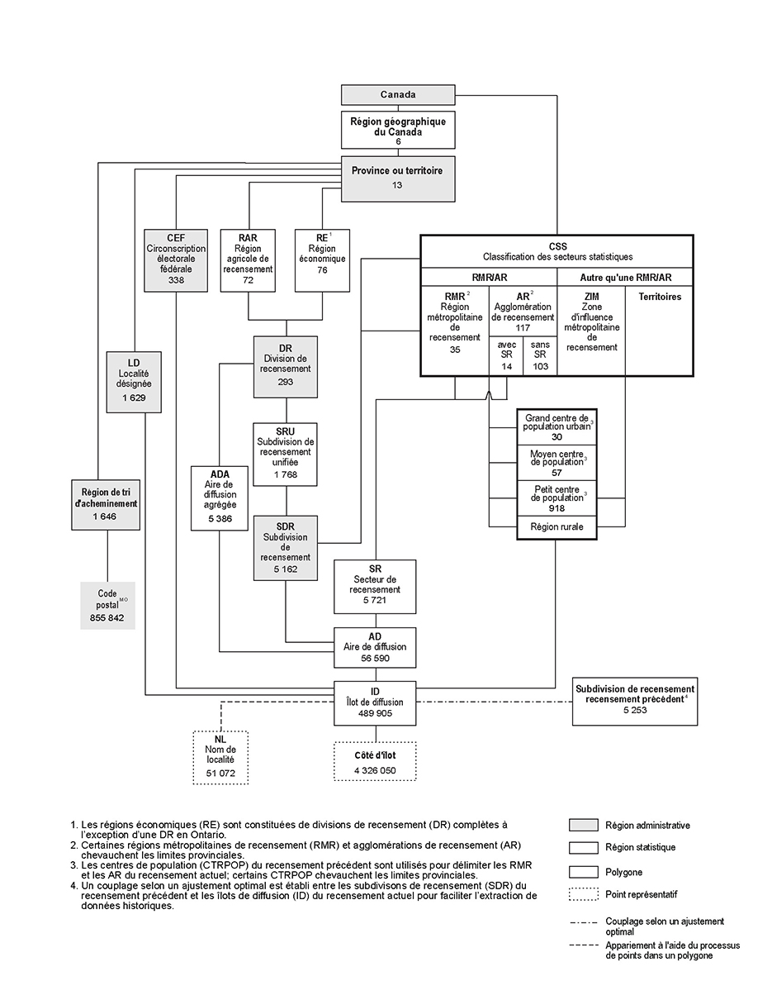 Canada
Région géographique
du Canada
6
Province ou territoire
13
CEF
Circonscription
électorale
fédérale
338
RAR
Région
agricole de
recensement
72
RE1
Région
économique
76
CSS
Classification des secteurs statistiques
RMR/AR
Autre qu'une RMR/AR
RMR2
Région
métropolitaine
de
recensement
35
AR2
Agglomération
de recensement
117
avec
SR
14
sans
SR
103
ZIM
Zone
d'influence
métropolitaine
de
recensement
Territoires
LD
Localité
désignée
1 629
DR
Division de
recensement
293
SRU
Subdivision de
recensement
unifiée
1 768
Grand centre de
population urbain3
30
Moyen centre
de population3
57
Petit centre
de population3
918
Région rurale
ADA
Aire de
diffusion
agrégée
5 386
Région de tri
d'acheminement
1 646
SDR
Subdivision
de
recensement
5 162
SR
Secteur de
recensement
5 721
Code
postalMO
855 842
AD
Aire de diffusion
56 590
ID
Îlot de diffusion
489 905
Subdivision de recensement
recensement précédent4
5 253
NL
Nom de
localité
51 072
Côté d'îlot
4 326 050
1. Les régions économiques (RE) sont constituées de divisions de recensement (DR) complètes à
l'exception d'une DR en Ontario.
2. Certaines régions métropolitaines de recensement (RMR) et agglomérations de recensement (AR)
chevauchent les limites provinciales.
3. Les centres de population (CTRPOP) du recensement précédent sont utilisés pour délimiter les RMR
et les AR du recensement actuel; certains CTRPOP chevauchent les limites provinciales.
4. Un couplage selon un ajustement optimal est établi entre les subdivisons de recensement (SDR) du
recensement précédent et les îlots de diffusion (ID) du recensement actuel pour faciliter l'extraction de
données historiques.
Région administrative
Région statistique
Polygone
Point représentatif
Couplage selon un ajustement
optimal
Appariement à l'aide du processus
de points dans un polygone